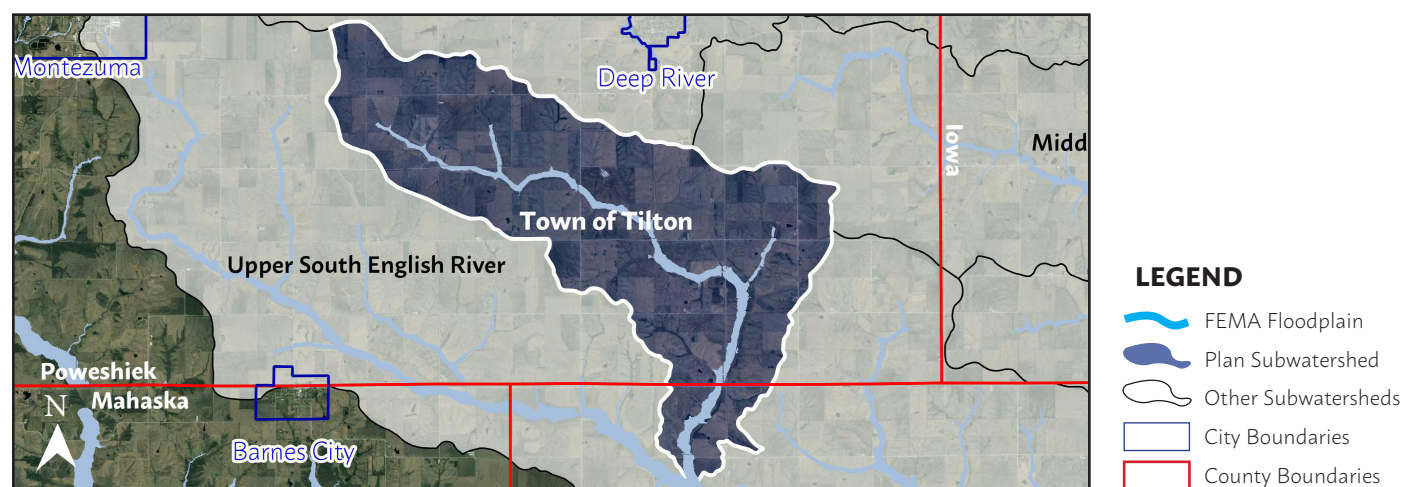 Montezuma
Deep River
Iowa
Midd
Town of Tilton
Upper South English River
Poweshiek
Mahaska
N
Barnes City
LEGEND
FEMA Floodplain
Plan Subwatershed
Other Subwatersheds
City Boundaries
County Boundaries